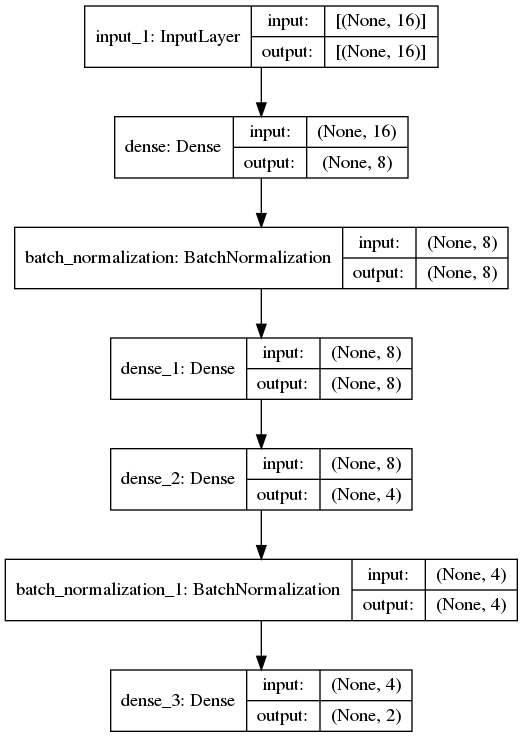 input_1: InputLayer
input: [(None, 16)]
output: [(None, 16)]
dense: Dense
input: (None, 16)
output: (None, 8)
batch_normalization: BatchNormalization
input: (None, 8)
output: (None, 8)
dense_1: Dense
input: (None, 8)
output: (None, 8)
dense_2: Dense
input: (None, 8)
output: (None, 4)
batch_normalization_1: BatchNormalization
input: (None, 4)
output: (None, 4)
dense_3: Dense
input: (None, 4)
output: (None, 2)